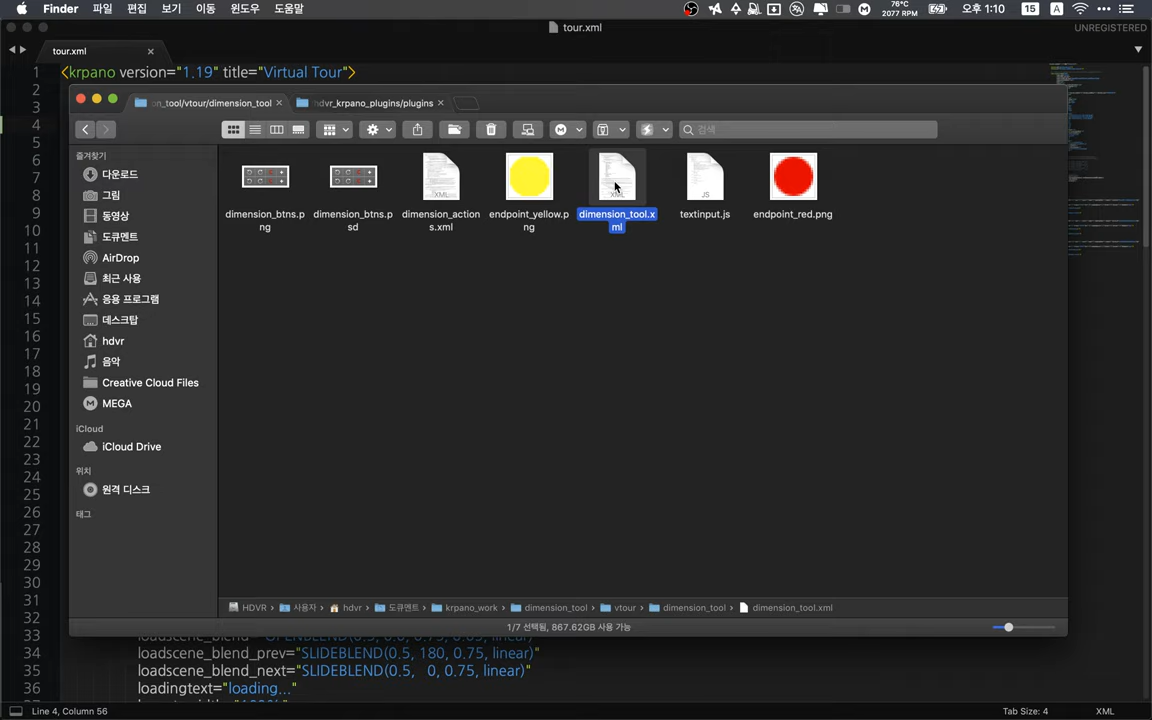 Finder 파일 편집 보기 이동 윈도우 도움말
76°C
2077 RPM
오후 1:10
15
A
tour.xml
UNREGISTERED
tour.xml
1 <krpano version="1.19" title="Virtual Tour">
2
3
4
5
6
7
8
9
10
11
12
13
14
15
16
17
18
19
20
21
22
23
24
25
26
27
28
29
30
31
32
33
34 loadscene_blend_prev="SLIDEBLEND(0.5, 180, 0.75, linear)"
35 loadscene_blend_next="SLIDEBLEND(0.5, 0, 0.75, linear)"
36 loadingtext="loading..."
on_tool/vtour/dimension_tool
hdvr_krpano_plugins/plugins
검색
즐겨찾기
다운로드
그림
동영상
도큐멘트
AirDrop
최근 사용
응용 프로그램
데스크탑
hdvr
음악
Creative Cloud Files
MEGA
iCloud
iCloud Drive
위치
원격 디스크
태그
dimension_btns.p
ng
dimension_btns.p
sd
XML
dimension_action
s.xml
endpoint_yellow.p
ng
XML
dimension_tool.x
ml
JS
textinput.js
endpoint_red.png
HDVR › 사용자 › hdvr › 도큐멘트 › krpano_work › dimension_tool › vtour › dimension_tool › dimension_tool.xml
1/7 선택됨, 867.62GB 사용 가능
Line 4, Column 56
Tab Size: 4
XML